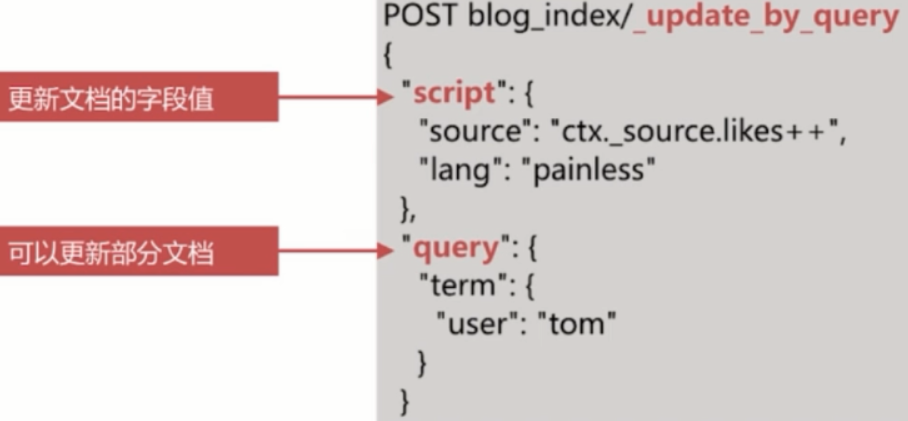 POST blog_index/_update_by_query
{
更新文档的字段值
"script": {
"source": "ctx._source.likes++",
"lang": "painless"
},
可以更新部分文档
"query": {
"term": {
"user": "tom"
}
}